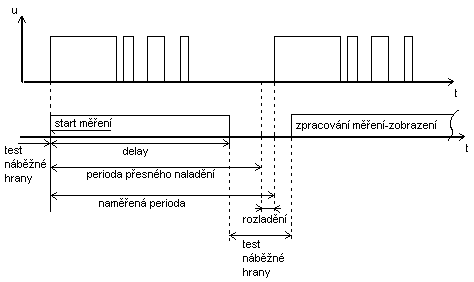 u
t
start měření
zpracování měření-zobrazení
t
test
náběžné
hrany
delay
perioda přesného naladění
naměřená perioda
rozladění
test
náběžné
hrany